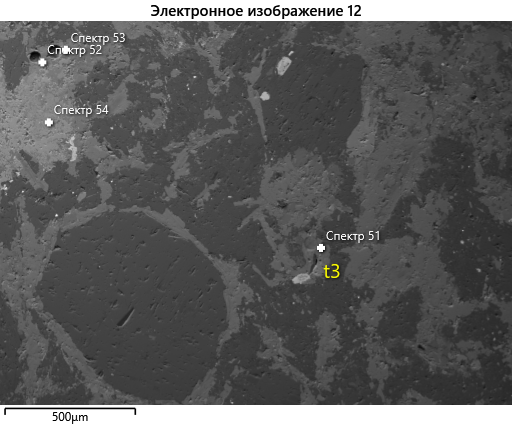 Электронное изображение 12
Спектр 53
Спектр 52
Спектр 54
Спектр 51
t3
500µm